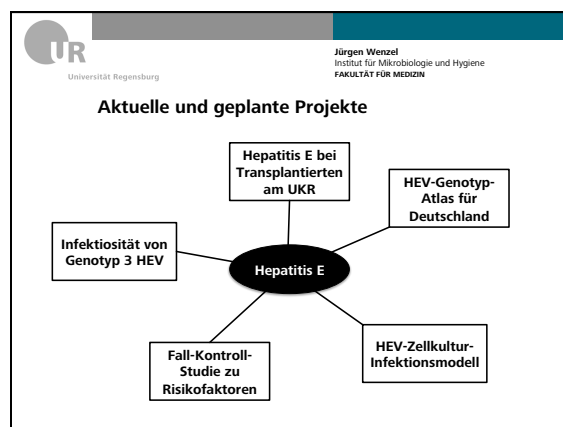 UR
Universität Regensburg
Jürgen Wenzel
Institut für Mikrobiologie und Hygiene
FAKULTÄT FÜR MEDIZIN
Aktuelle und geplante Projekte
Hepatitis E bei
Transplantierten
am UKR
HEV-Genotyp-
Atlas für
Deutschland
Infektiosität von
Genotyp 3 HEV
Hepatitis E
Fall-Kontroll-
Studie zu
Risikofaktoren
HEV-Zellkultur-
Infektionsmodell